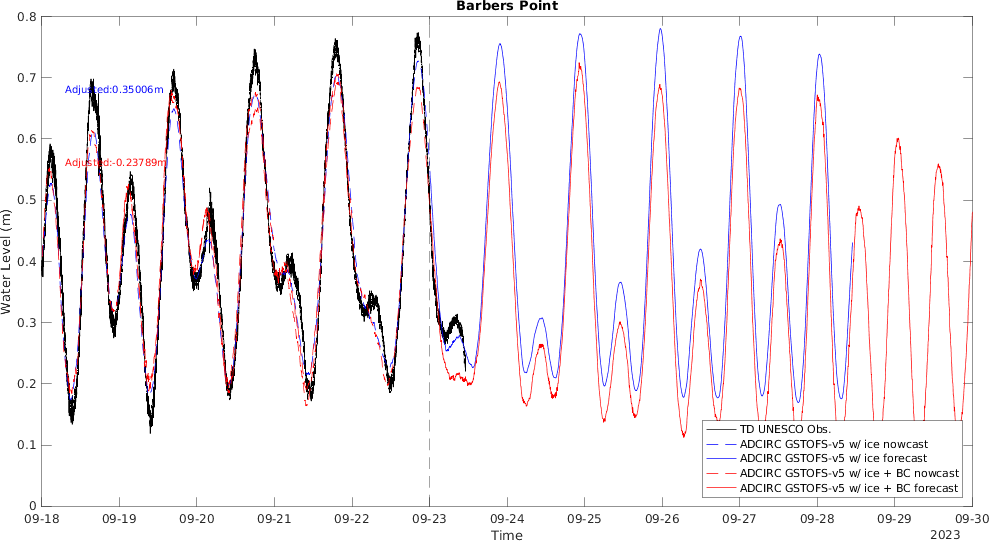 Barbers Point
0.8
0.7
0.6
0.5
0.4
0.3
0.2
0.1
0
Water Level (m)
Adjusted:0.35006m
Adjusted:-0.23789m
TD UNESCO Obs.
ADCIRC GSTOFS-v5 w/ ice nowcast
ADCIRC GSTOFS-v5 w/ ice forecast
ADCIRC GSTOFS-v5 w/ ice + BC nowcast
ADCIRC GSTOFS-v5 w/ ice + BC forecast
09-18 09-19 09-20 09-21 09-22 09-23 09-24 09-25 09-26 09-27 09-28 09-29 09-30
Time
2023